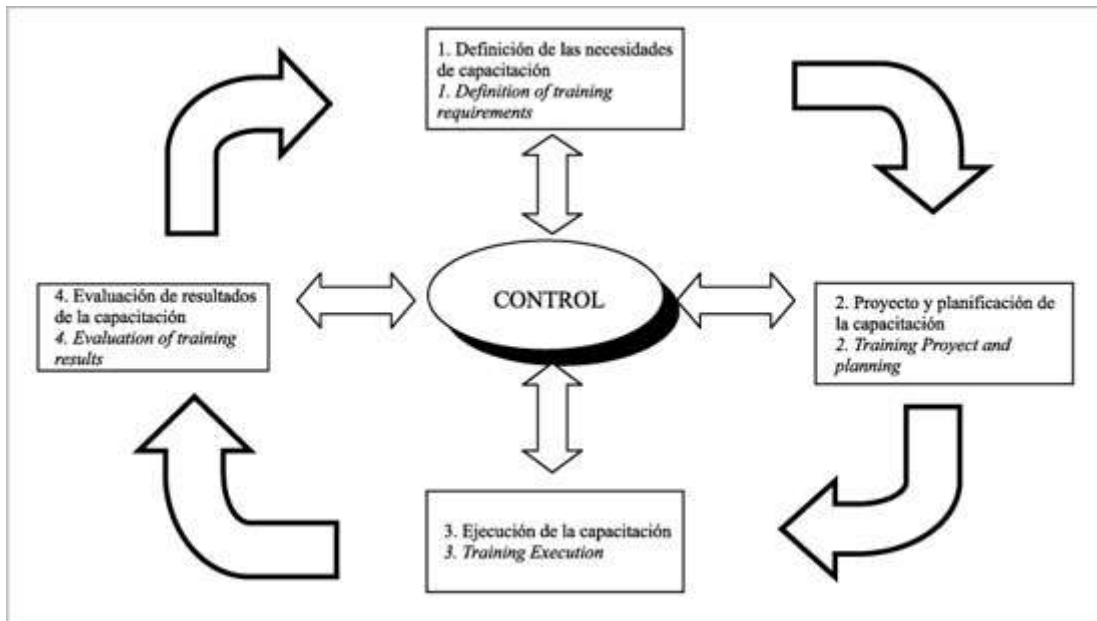 1. Definición de las necesidades
de capacitación
1. Definition of training
requirements
4. Evaluación de resultados
de la capacitación
4. Evaluation of training
results
CONTROL
2. Proyecto y planificación de
la capacitación
2. Training Proyect and
planning
3. Ejecución de la capacitación
3. Training Execution